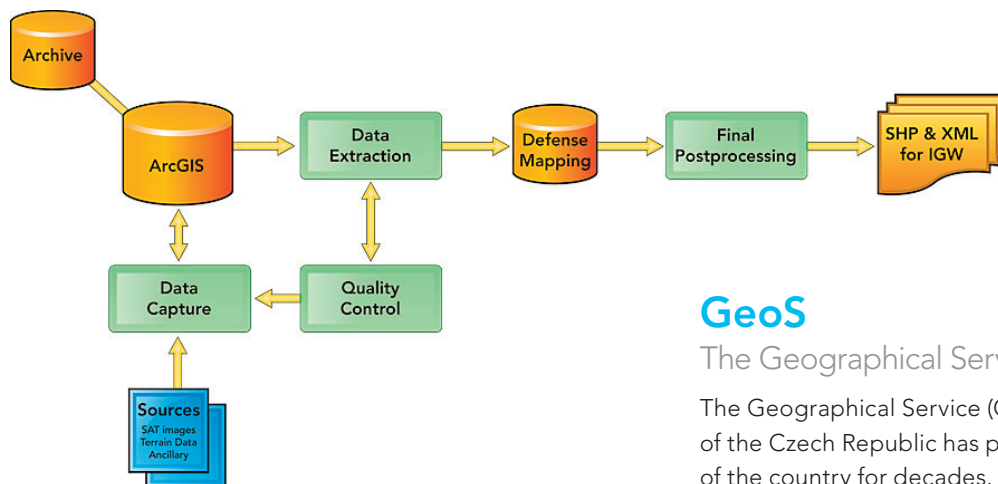 Archive
ArcGIS
Data
Extraction
Defense
Mapping
Final
Postprocessing
SHP & XML
for IGW
Data
Capture
Quality
Control
Sources
SAT images
Terrain Data
Ancillary
GeoS
The Geographical Serv
The Geographical Service (
of the Czech Republic has p
of the country for decades.